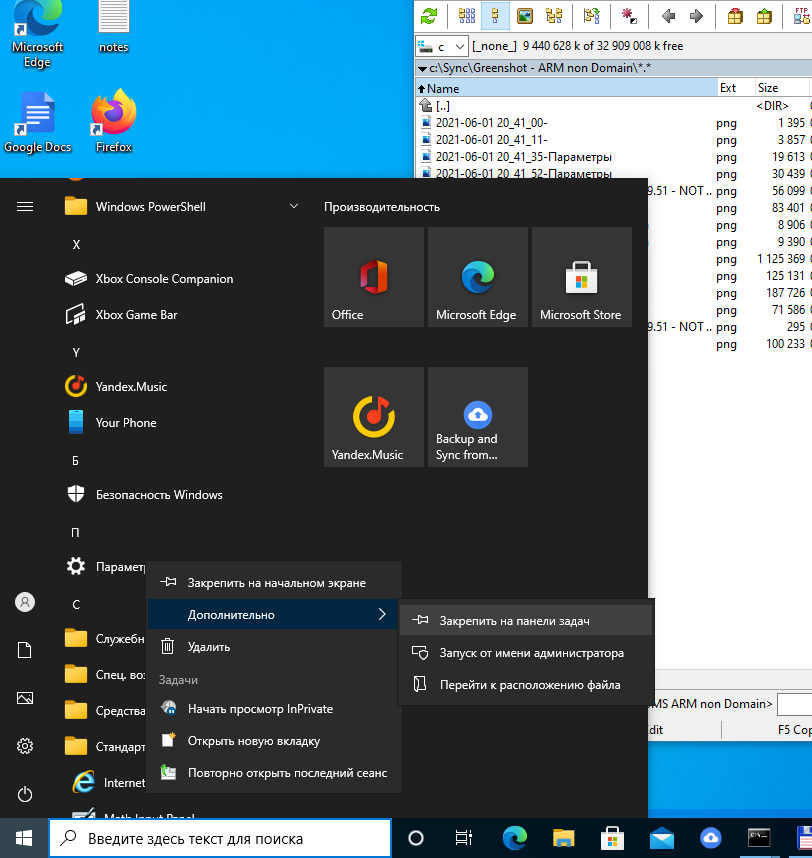 Microsoft
Edge
notes
Google Docs
Firefox
FTP
c
[_none_] 9 440 628 k of 32 909 008 k free
c:\Sync\Greenshot - ARM non Domain\*.*
Name Ext Size
[..] <DIR>
2021-06-01 20_41_00- png 1 395
2021-06-01 20_41_11- png 3 857
2021-06-01 20_41_35-Параметры png 19 613
2021-06-01 20_41_52-Параметры png 30 439
9.51 - NOT .. png 56 099
png 83 401
png 8 906
png 9 390
png 1 125 369
png 125 131
png 187 726
png 71 586
9.51 - NOT .. png 295
png 100 233
MS ARM non Domain>
F5 Cop
Windows PowerShell
X
Xbox Console Companion
Xbox Game Bar
Y
Yandex.Music
Your Phone
Б
Безопасность Windows
П
Парамет
С
Служебн
Спец. во
Средства
Стандарт
Internet
Math Input Panel
Производительность
Office
Microsoft Edge
Microsoft Store
Yandex.Music
Backup and
Sync from...
Закрепить на начальном экране
Дополнительно
Удалить
Задачи
Начать просмотр InPrivate
Открыть новую вкладку
Повторно открыть последний сеанс
Закрепить на панели задач
Запуск от имени администратора
Перейти к расположению файла
Введите здесь текст для поиска